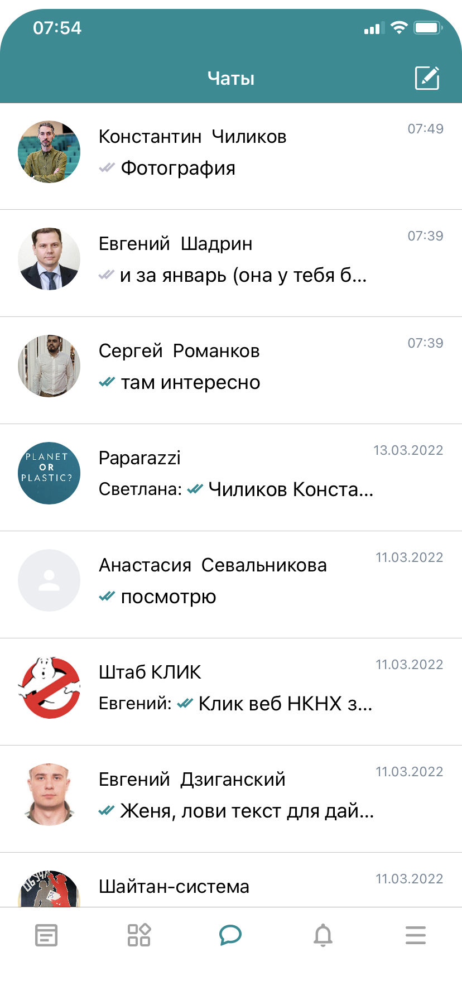 07:54
Чаты
Константин Чиликов 07:49
Фотография
Евгений Шадрин 07:39
и за январь (она у тебя б...
Сергей Романков 07:39
там интересно
PLANET
OR
PLASTIC?
Paparazzi 13.03.2022
Светлана: Чиликов Конста...
Анастасия Севальникова 11.03.2022
посмотрю
Штаб КЛИК 11.03.2022
Евгений: Клик веб НКНХ з...
Евгений Дзиганский 11.03.2022
Женя, лови текст для дай...
Шайтан-система 11.03.2022